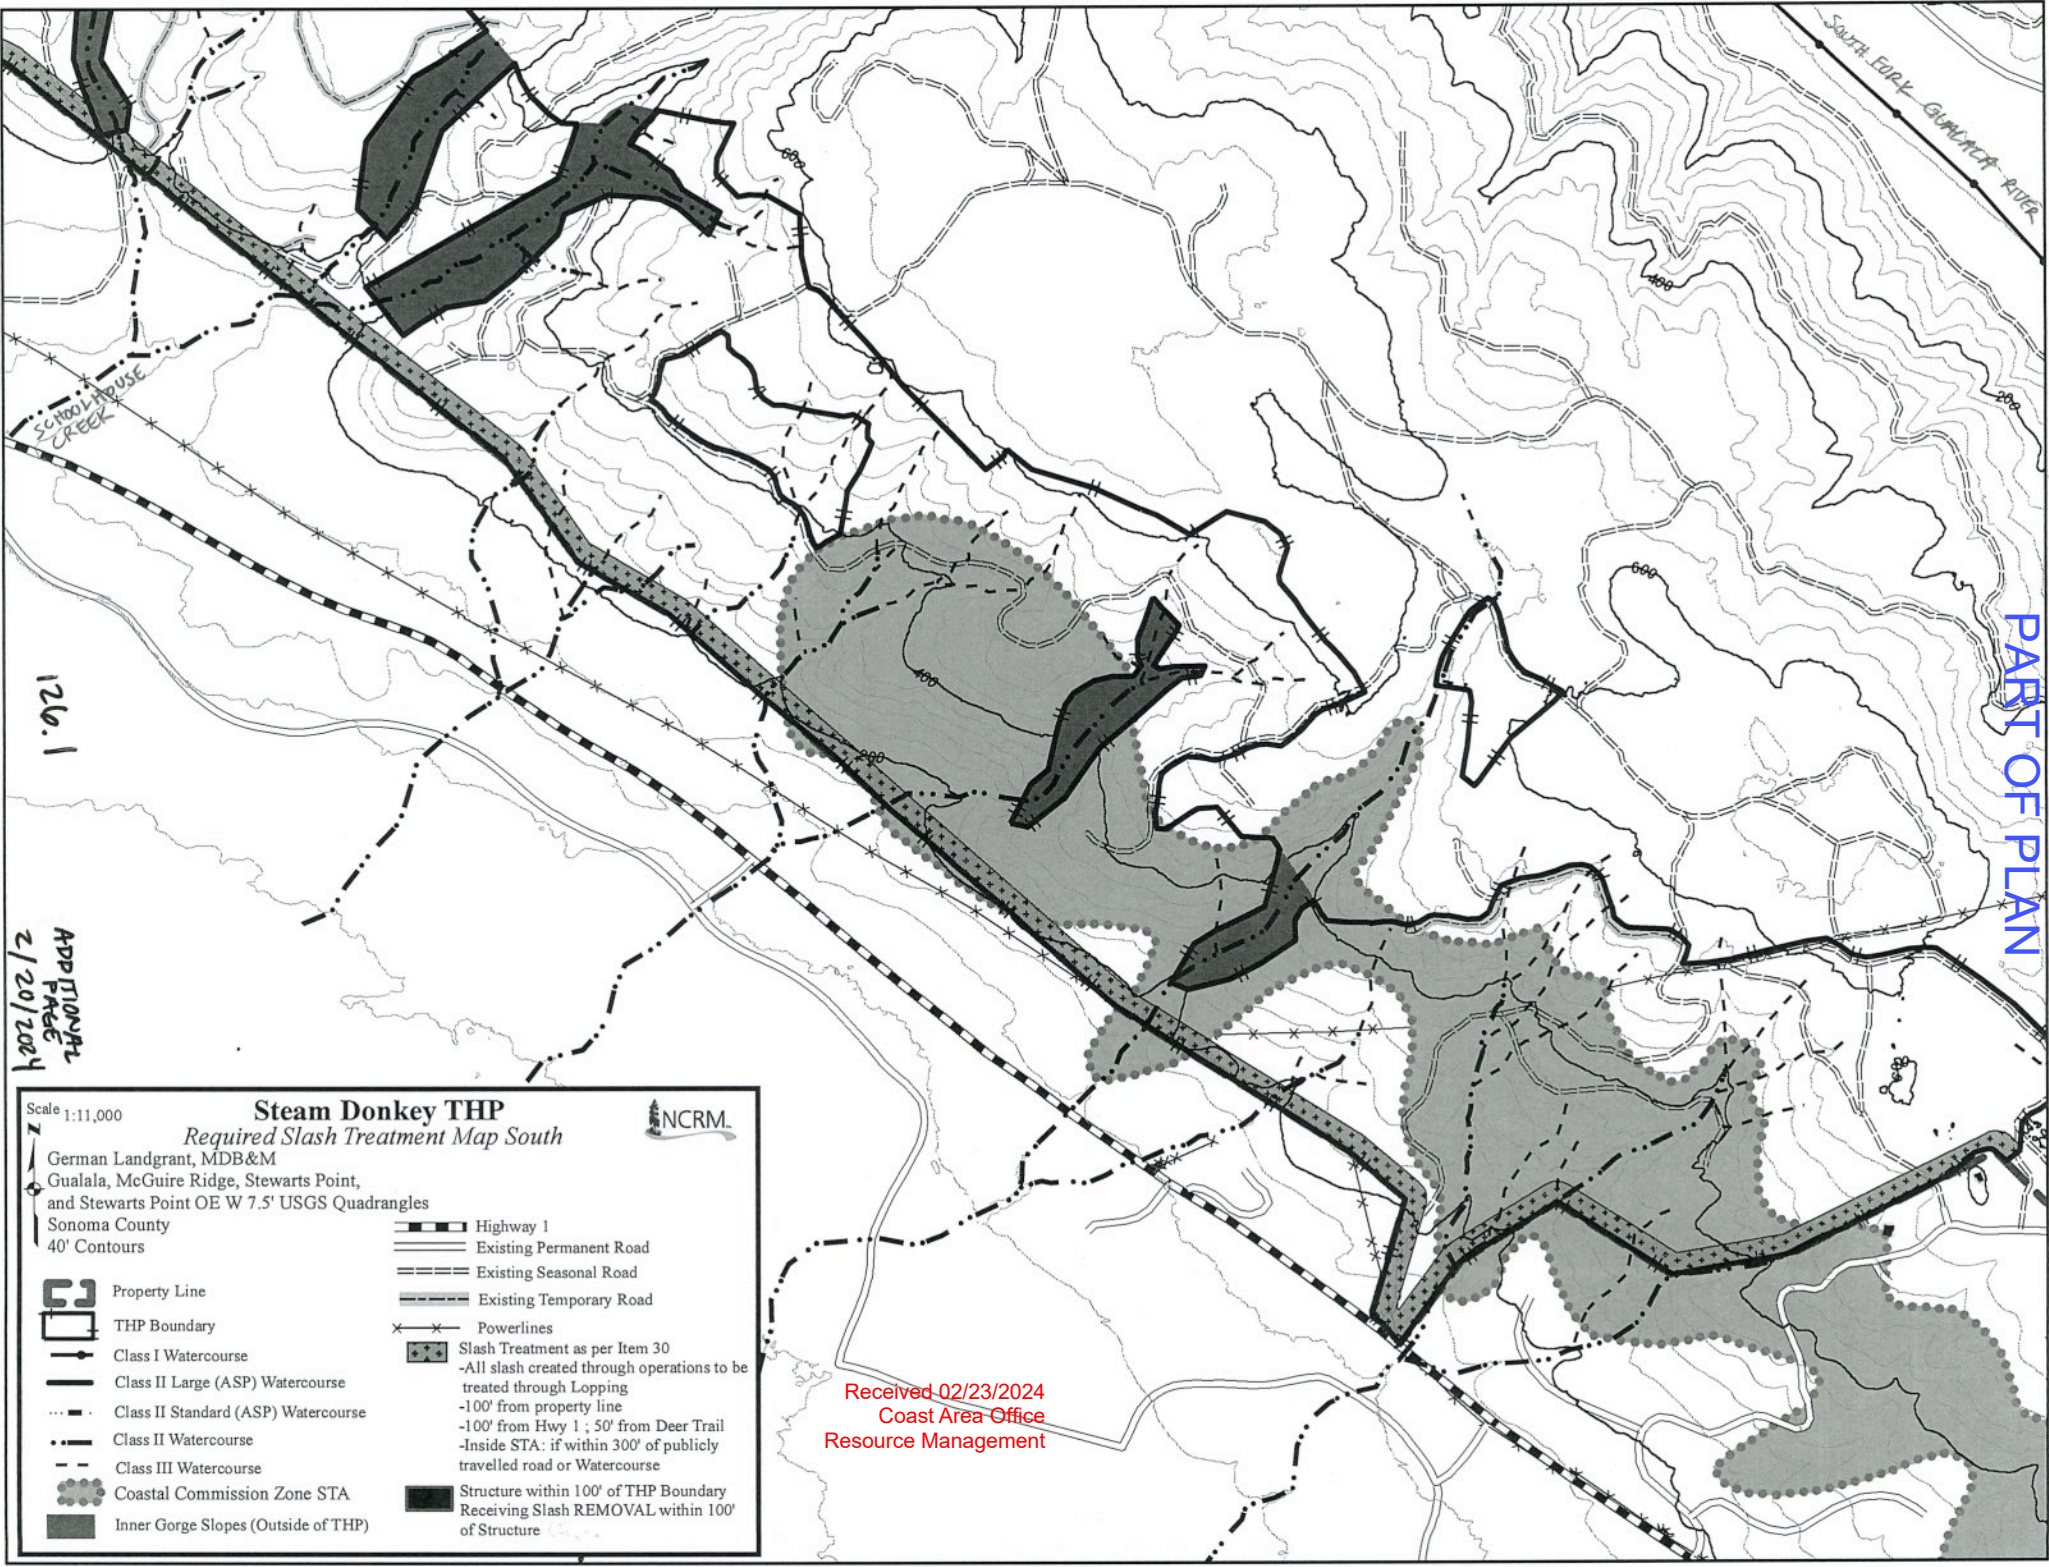 SOUTH FORK GUALALA RIVER
600
400
200
600
400
200
SCHOOLHOUSE
CREEK
PART OF PLAN
126.1
ADDITIONAL
PAGE
2/20/2024
Scale 1:11,000
Steam Donkey THP
Required Slash Treatment Map South
NCRM
German Landgrant, MDB&M
Gualala, McGuire Ridge, Stewarts Point,
and Stewarts Point OE W 7.5' USGS Quadrangles
Sonoma County
40' Contours
Property Line
THP Boundary
Class I Watercourse
Class II Large (ASP) Watercourse
Class II Standard (ASP) Watercourse
Class II Watercourse
Class III Watercourse
Coastal Commission Zone STA
Inner Gorge Slopes (Outside of THP)
Highway 1
Existing Permanent Road
Existing Seasonal Road
Existing Temporary Road
Powerlines
Slash Treatment as per Item 30
-All slash created through operations to be
treated through Lopping
-100' from property line
-100' from Hwy 1 ; 50' from Deer Trail
-Inside STA: if within 300' of publicly
travelled road or Watercourse
Structure within 100' of THP Boundary
Receiving Slash REMOVAL within 100'
of Structure
Received 02/23/2024
Coast Area Office
Resource Management